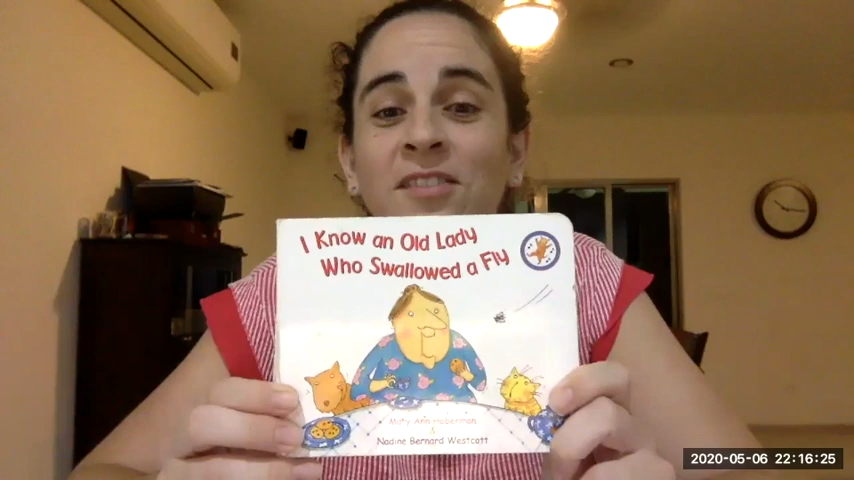 I Know an Old Lady
Who Swallowed a Fly
Mary Ann Hoberman
&
Nadine Bernard Westcott
2020-05-06 22:16:25